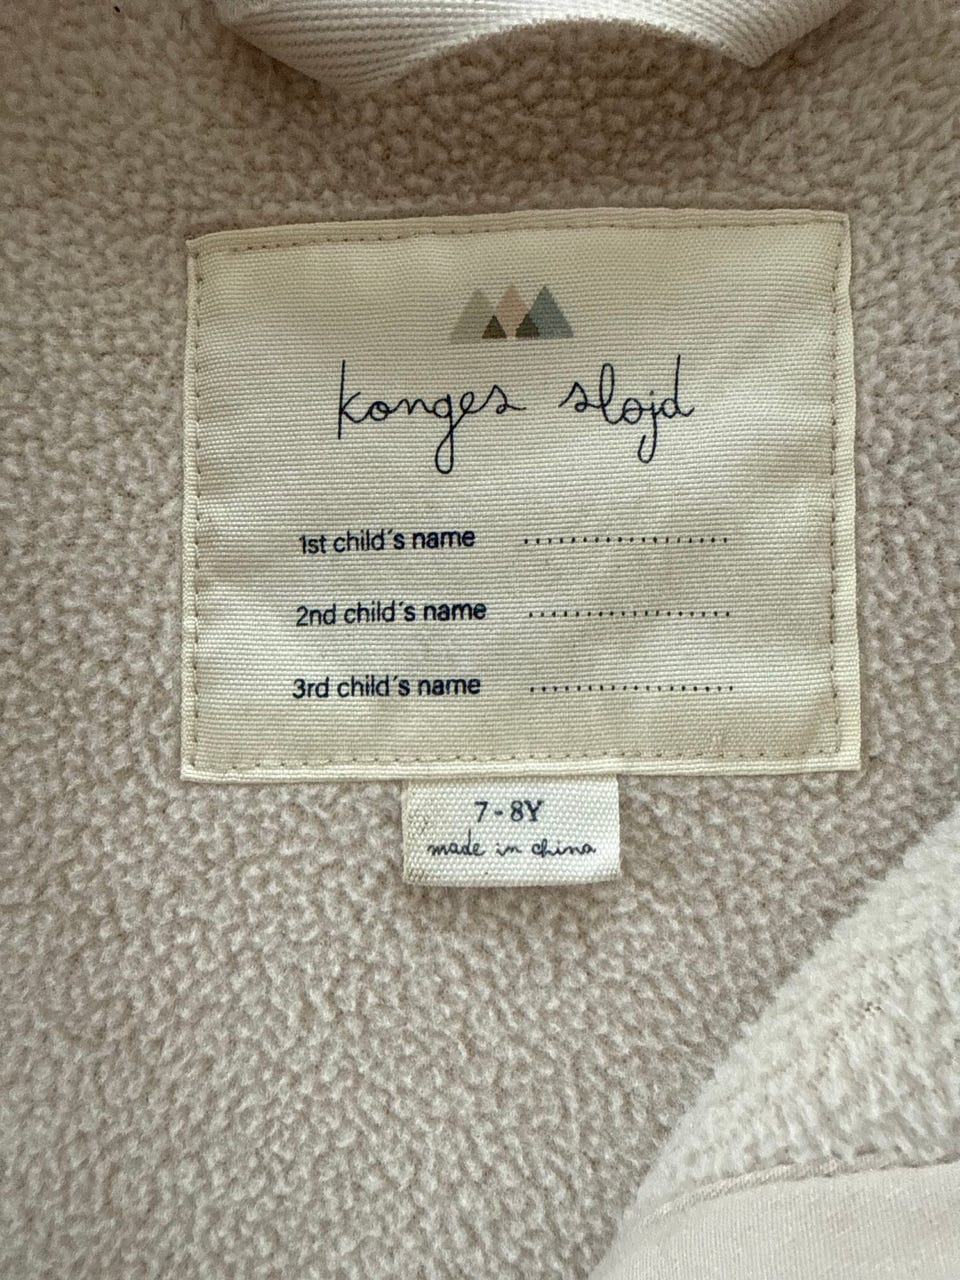 konges slojd
1st child´s name ..................
2nd child´s name ..................
3rd child´s name ..................
7-8Y
made in china